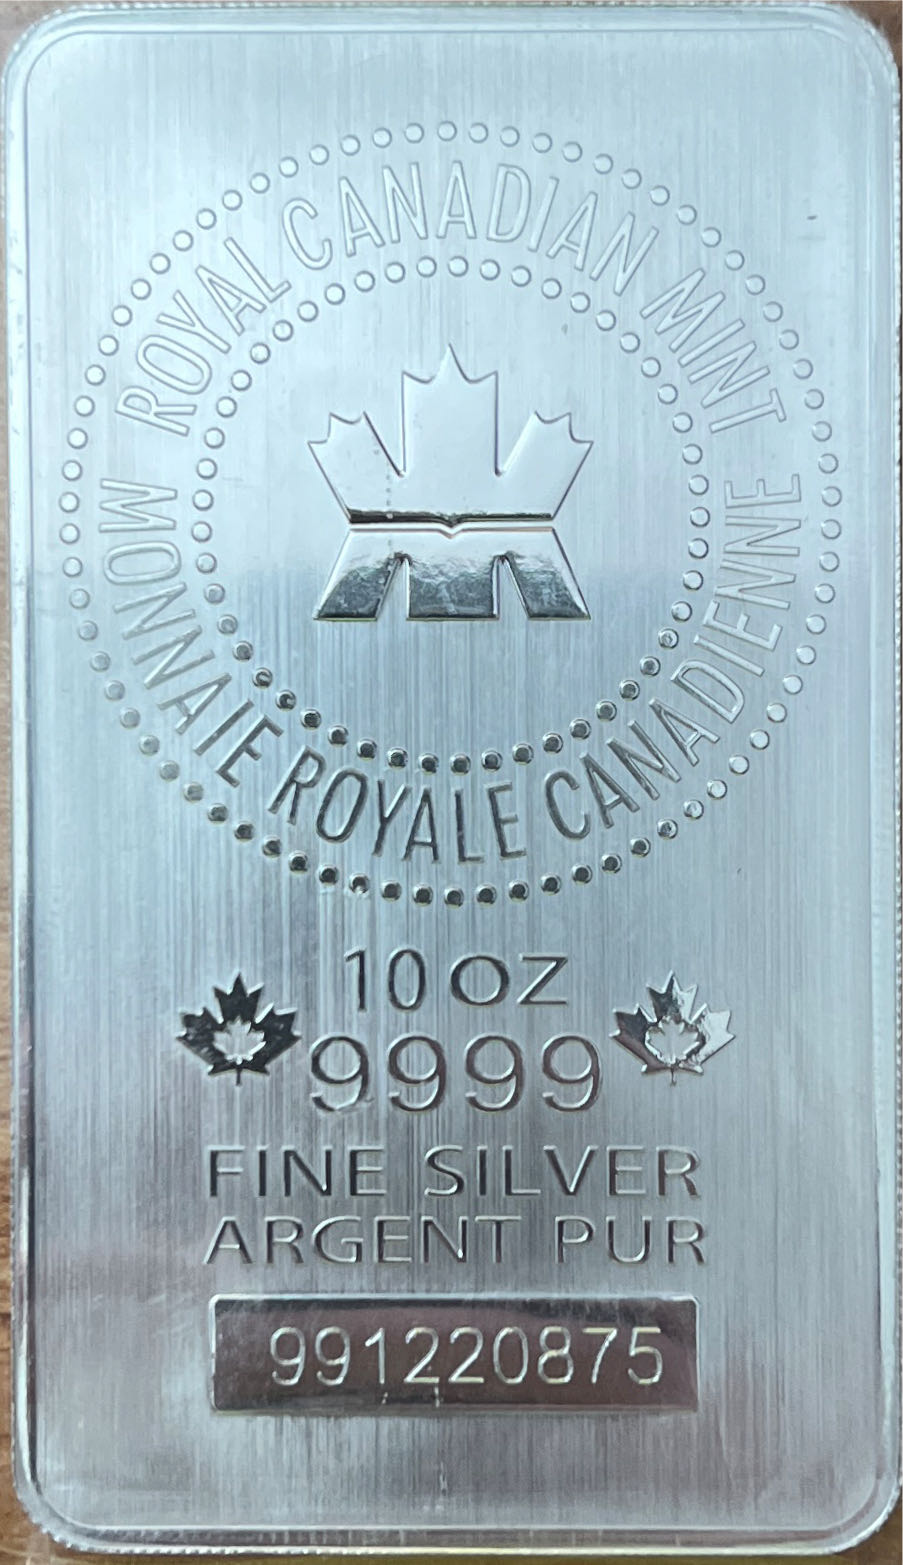 ROYAL CANADIAN MINT
MONNAIE ROYALE CANADIENNE
10 OZ
9999
FINE SILVER
ARGENT PUR
991220875